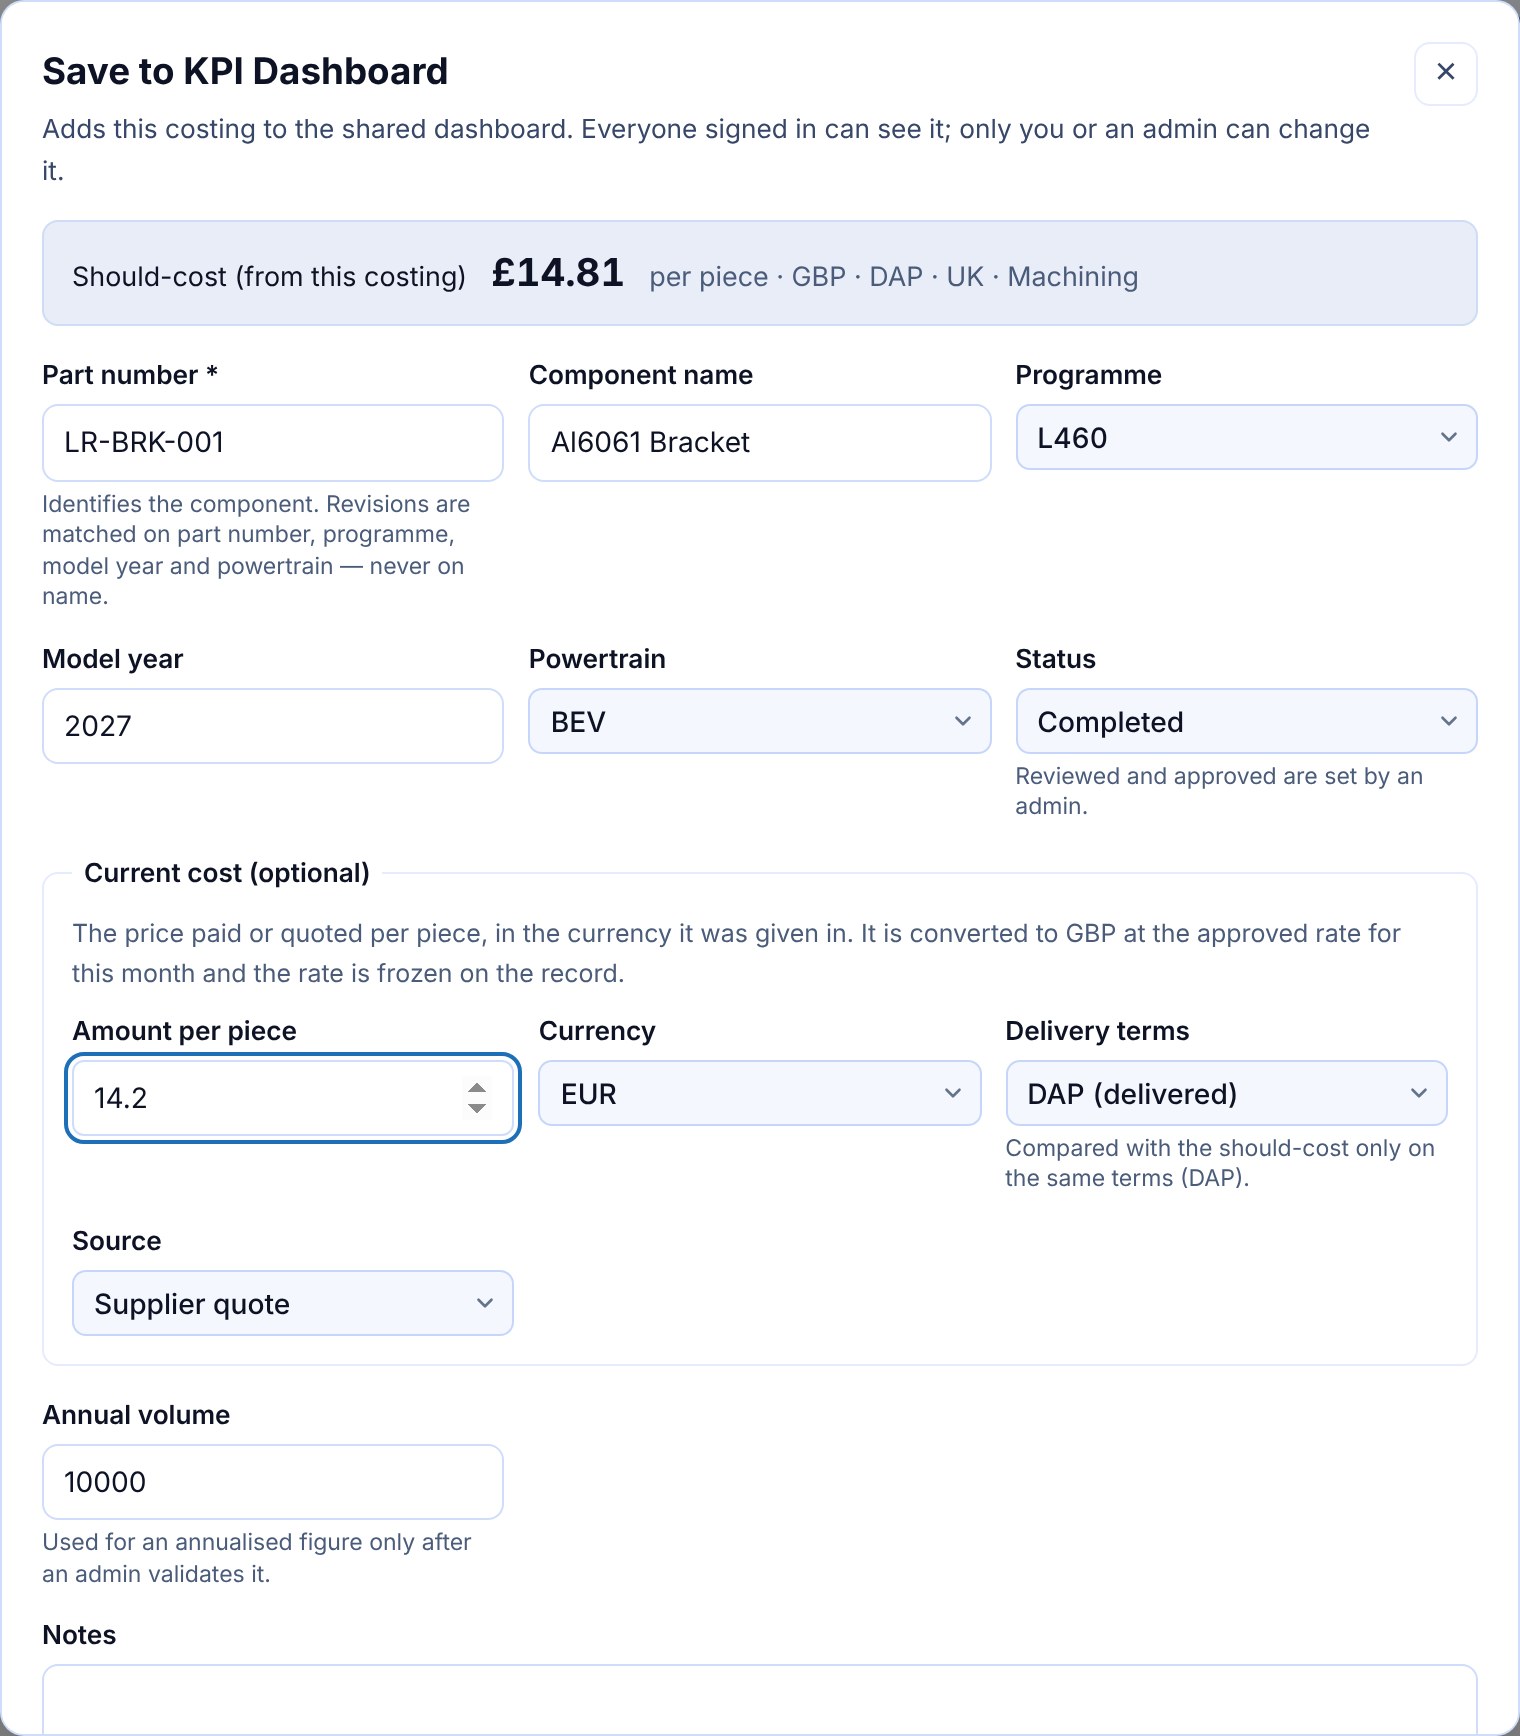 Save to KPI Dashboard
Adds this costing to the shared dashboard. Everyone signed in can see it; only you or an admin can change
it.
Should-cost (from this costing) £14.81 per piece · GBP · DAP · UK · Machining
Part number *
LR-BRK-001
Identifies the component. Revisions are
matched on part number, programme,
model year and powertrain — never on
name.
Component name
Al6061 Bracket
Programme
L460
Model year
2027
Powertrain
BEV
Status
Completed
Reviewed and approved are set by an
admin.
Current cost (optional)
The price paid or quoted per piece, in the currency it was given in. It is converted to GBP at the approved rate for
this month and the rate is frozen on the record.
Amount per piece
14.2
Currency
EUR
Delivery terms
DAP (delivered)
Compared with the should-cost only on
the same terms (DAP).
Source
Supplier quote
Annual volume
10000
Used for an annualised figure only after
an admin validates it.
Notes